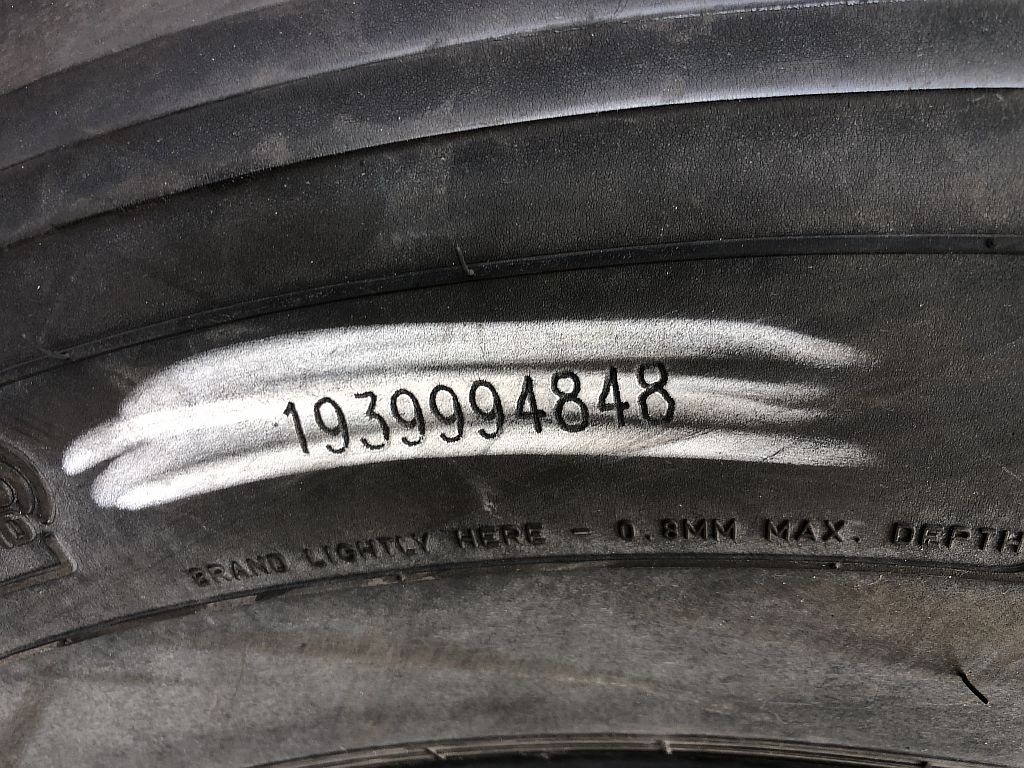 1939994848
BRAND LIGHTLY HERE - 0.8MM MAX. DEPTH